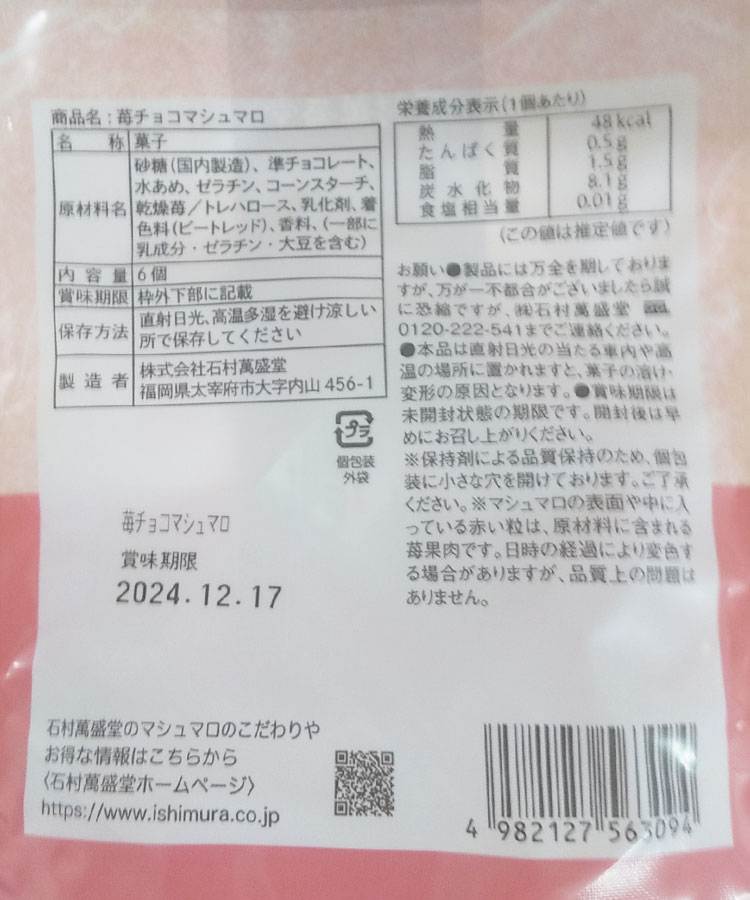 商品名:苺チョコマシュマロ
名称 菓子
原材料名 砂糖(国内製造)、準チョコレート、
水あめ、ゼラチン、コーンスターチ、
乾燥苺/トレハロース、乳化剤、着
色料(ビートレッド)、香料、(一部に
乳成分・ゼラチン・大豆を含む)
内容量 6個
賞味期限 枠外下部に記載
保存方法 直射日光、高温多湿を避け涼しい
所で保存してください
製造者 株式会社石村萬盛堂
福岡県太宰府市大字内山 456-1
プラ
個包装
外袋
苺チョコマシュマロ
賞味期限
2024.12.17
石村萬盛堂のマシュマロのこだわりや
お得な情報はこちらから
〈石村萬盛堂ホームページ〉
https://www.ishimura.co.jp
栄養成分表示(1個あたり)
熱量 48kcal
たんぱく質 0.5g
脂質 1.5g
炭水化物 8.1g
食塩相当量 0.01g
(この値は推定値です)
お願い●製品には万全を期しておりま
すが、万が一不都合がございましたら誠
に恐縮ですが、㈱石村萬盛堂
0120-222-541までご連絡ください。
●本品は直射日光の当たる車内や高
温の場所に置かれますと、菓子の溶け・
変形の原因となります。●賞味期限は
未開封状態の期限です。開封後は早
めにお召し上がりください。
※保持剤による品質保持のため、個包
装に小さな穴を開けております。ご了承
ください。※マシュマロの表面や中に入
っている赤い粒は、原材料に含まれる
苺果肉です。日時の経過により変色す
る場合がありますが、品質上の問題は
ありません。
4 982127 563094